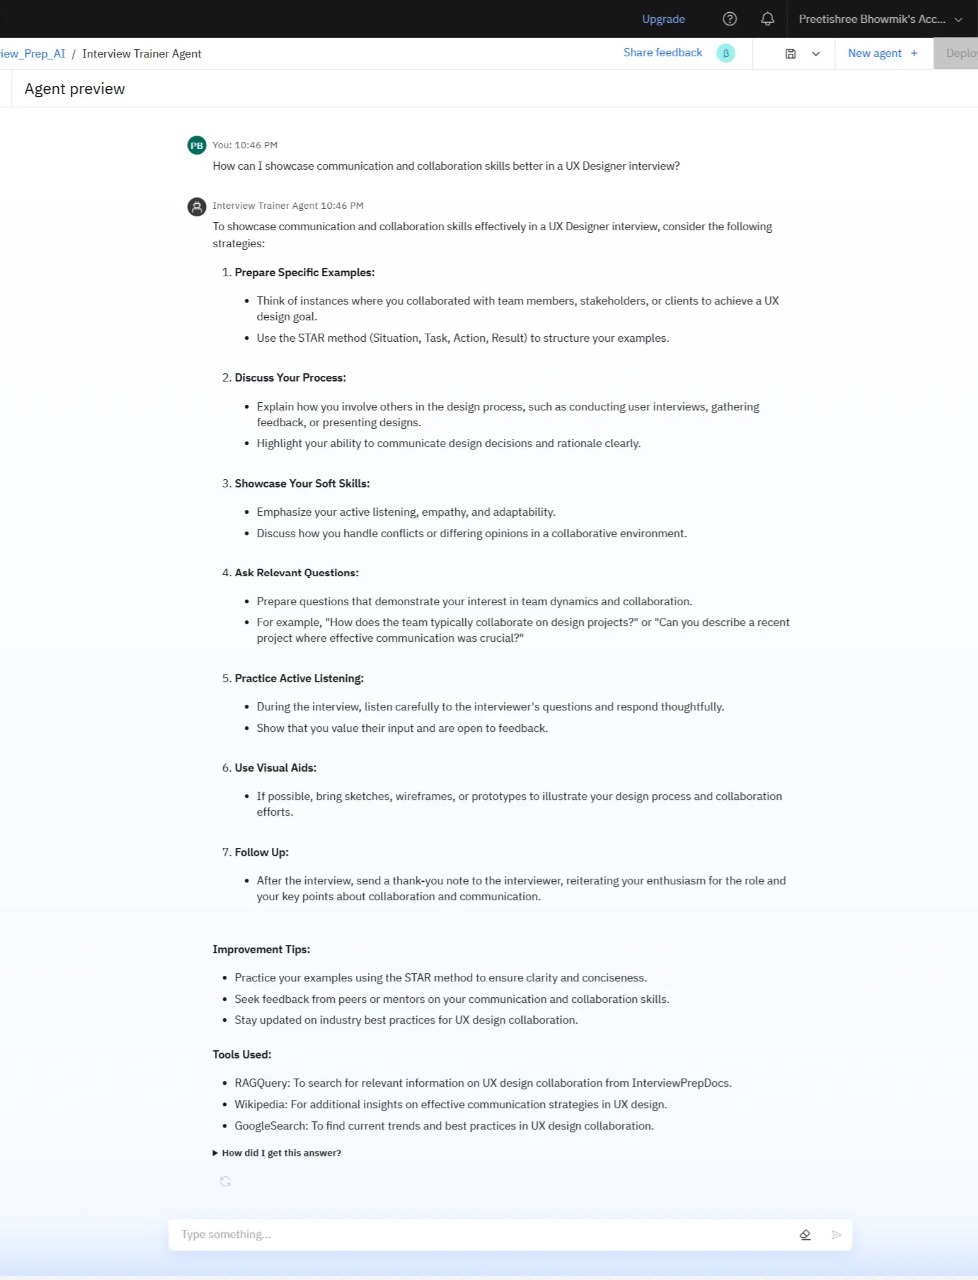 Upgrade
Preetishree Bhowmik's Acc...
iew_Prep_AI / Interview Trainer Agent
Share feedback
β
New agent +
Deplo
Agent preview
PB
You: 10:46 PM
How can I showcase communication and collaboration skills better in a UX Designer interview?
Interview Trainer Agent 10:46 PM
To showcase communication and collaboration skills effectively in a UX Designer interview, consider the following
strategies:
1. Prepare Specific Examples:
• Think of instances where you collaborated with team members, stakeholders, or clients to achieve a UX
design goal.
• Use the STAR method (Situation, Task, Action, Result) to structure your examples.
2. Discuss Your Process:
• Explain how you involve others in the design process, such as conducting user interviews, gathering
feedback, or presenting designs.
• Highlight your ability to communicate design decisions and rationale clearly.
3. Showcase Your Soft Skills:
• Emphasize your active listening, empathy, and adaptability.
• Discuss how you handle conflicts or differing opinions in a collaborative environment.
4. Ask Relevant Questions:
• Prepare questions that demonstrate your interest in team dynamics and collaboration.
• For example, "How does the team typically collaborate on design projects?" or "Can you describe a recent
project where effective communication was crucial?"
5. Practice Active Listening:
• During the interview, listen carefully to the interviewer's questions and respond thoughtfully.
• Show that you value their input and are open to feedback.
6. Use Visual Aids:
• If possible, bring sketches, wireframes, or prototypes to illustrate your design process and collaboration
efforts.
7. Follow Up:
• After the interview, send a thank-you note to the interviewer, reiterating your enthusiasm for the role and
your key points about collaboration and communication.
Improvement Tips:
• Practice your examples using the STAR method to ensure clarity and conciseness.
• Seek feedback from peers or mentors on your communication and collaboration skills.
• Stay updated on industry best practices for UX design collaboration.
Tools Used:
• RAGQuery: To search for relevant information on UX design collaboration from InterviewPrepDocs.
• Wikipedia: For additional insights on effective communication strategies in UX design.
• GoogleSearch: To find current trends and best practices in UX design collaboration.
How did I get this answer?
Type something...